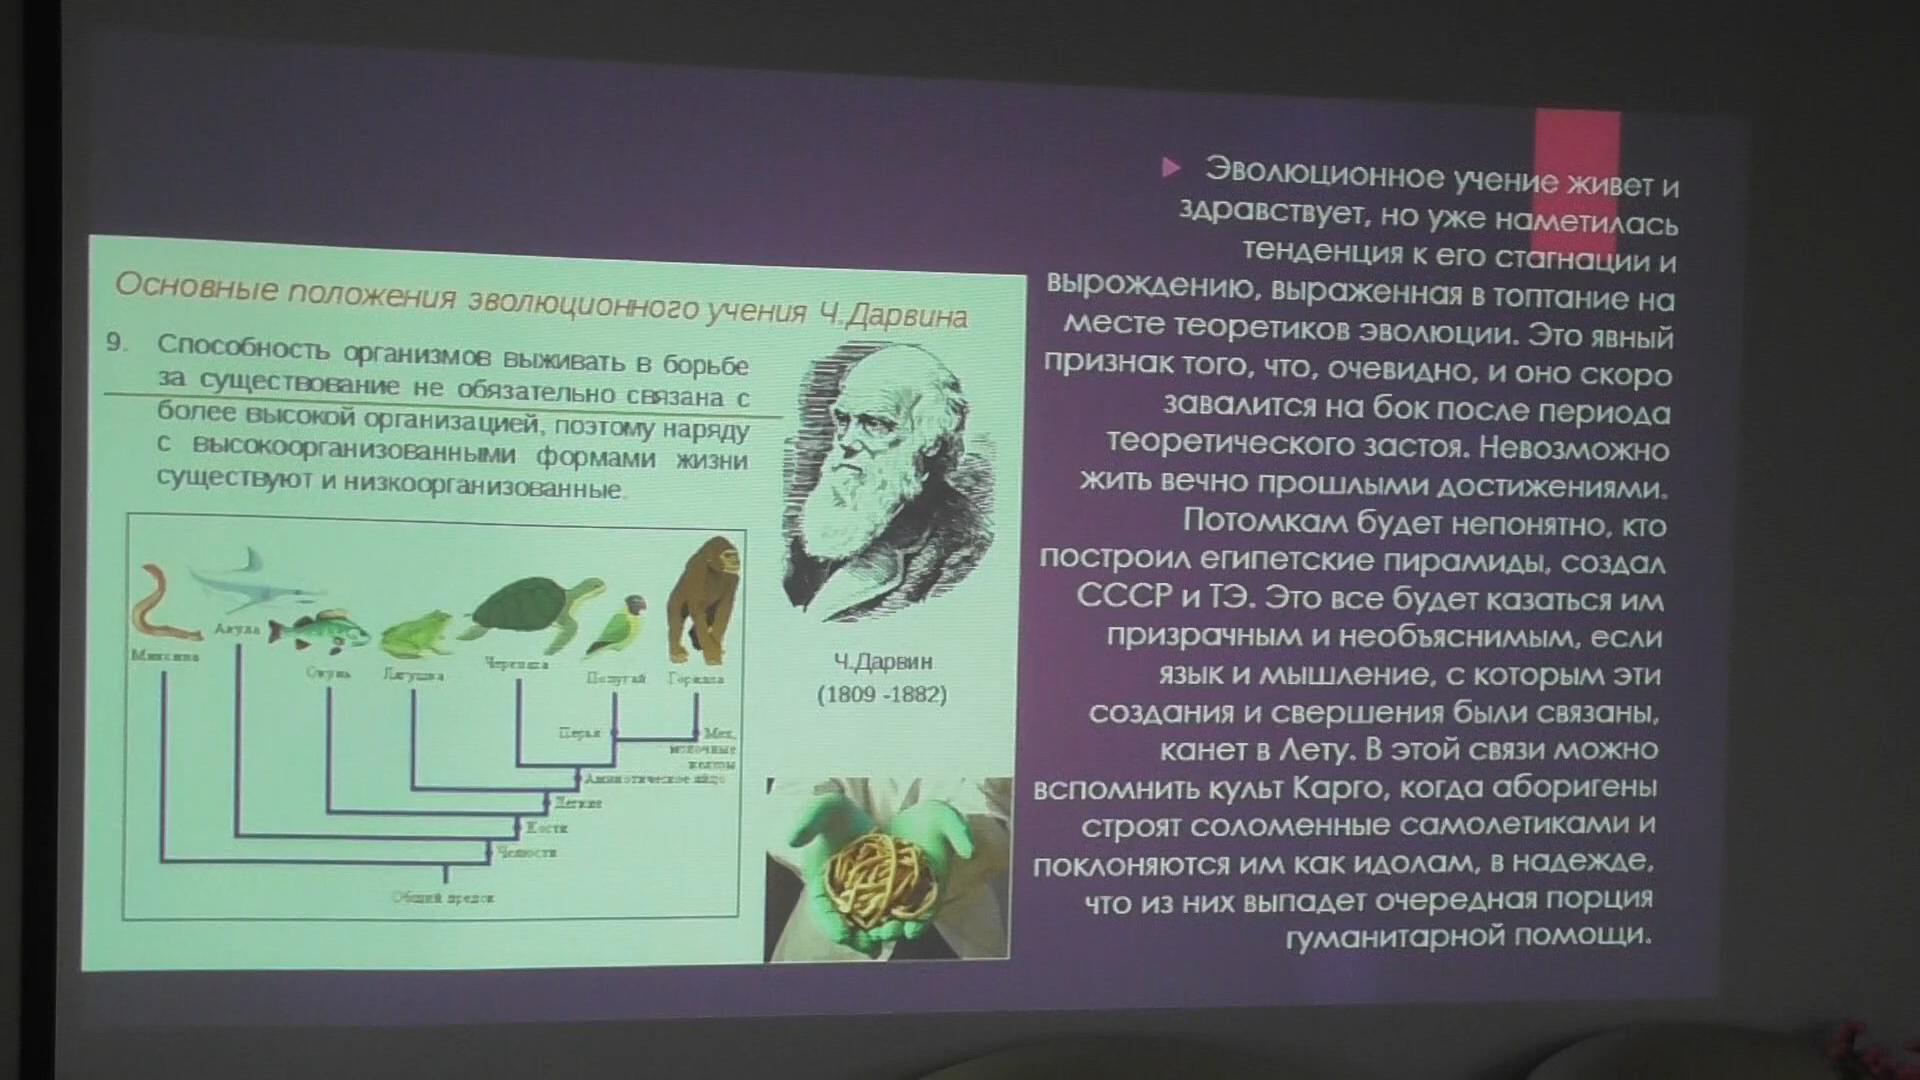 Основные положения эволюционного учения Ч.Дарвина
9. Способность организмов выживать в борьбе
за существование не обязательно связана с
более высокой организацией, поэтому наряду
с высокоорганизованными формами жизни
существуют и низкоорганизованные.
Миксина
Акула
Окунь
Лягушка
Черепаха
Попугай
Горилла
Перья
Мех,
молочные
железы
Амниотическое яйцо
Легкие
Кости
Челюсти
Общий предок
Ч.Дарвин
(1809 -1882)
Эволюционное учение живет и
здравствует, но уже наметилась
тенденция к его стагнации и
вырождению, выраженная в топтание на
месте теоретиков эволюции. Это явный
признак того, что, очевидно, и оно скоро
завалится на бок после периода
теоретического застоя. Невозможно
жить вечно прошлыми достижениями.
Потомкам будет непонятно, кто
построил египетские пирамиды, создал
СССР и ТЭ. Это все будет казаться им
призрачным и необъяснимым, если
язык и мышление, с которым эти
создания и свершения были связаны,
канет в Лету. В этой связи можно
вспомнить культ Карго, когда аборигены
строят соломенные самолетиками и
поклоняются им как идолам, в надежде,
что из них выпадет очередная порция
гуманитарной помощи.